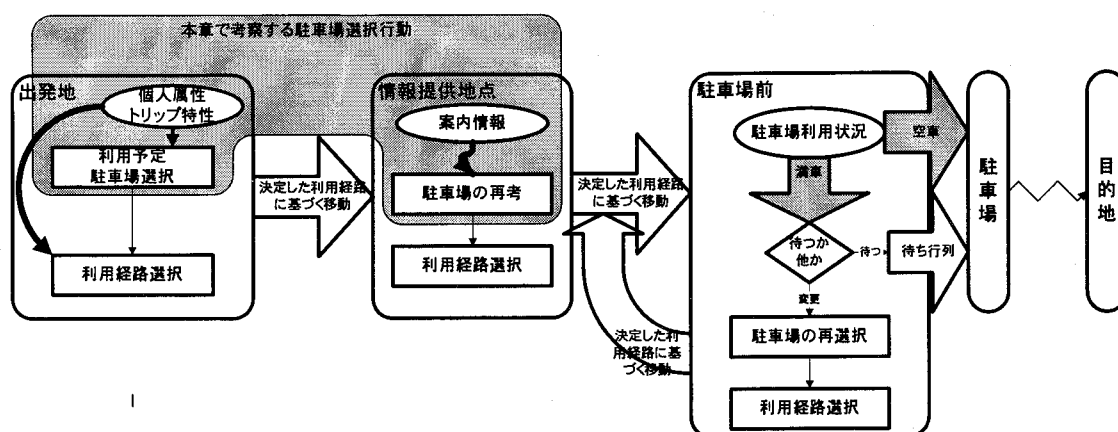 本章で考察する駐車場選択行動
出発地
個人属性
トリップ特性
利用予定
駐車場選択
利用経路選択
決定した利用経路
に基づく移動
情報提供地点
案内情報
駐車場の再考
利用経路選択
決定した利用経路
に基づく移動
決定した利
用経路に基
づく移動
駐車場前
駐車場利用状況
空車
満車
待つか
他か
待つ
待ち行列
変更
駐車場の再選択
利用経路選択
駐車場
目的地